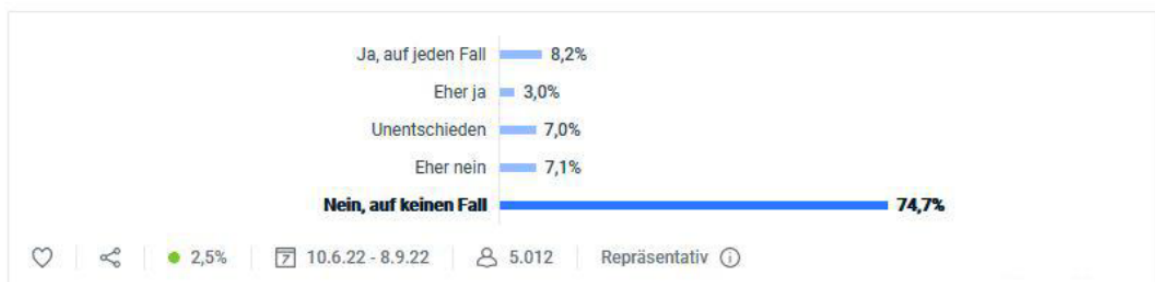 Ja, auf jeden Fall 8,2%
Eher ja 3,0%
Unentschieden 7,0%
Eher nein 7,1%
Nein, auf keinen Fall 74,7%
2,5% 7 10.6.22 - 8.9.22 5.012 Repräsentativ i